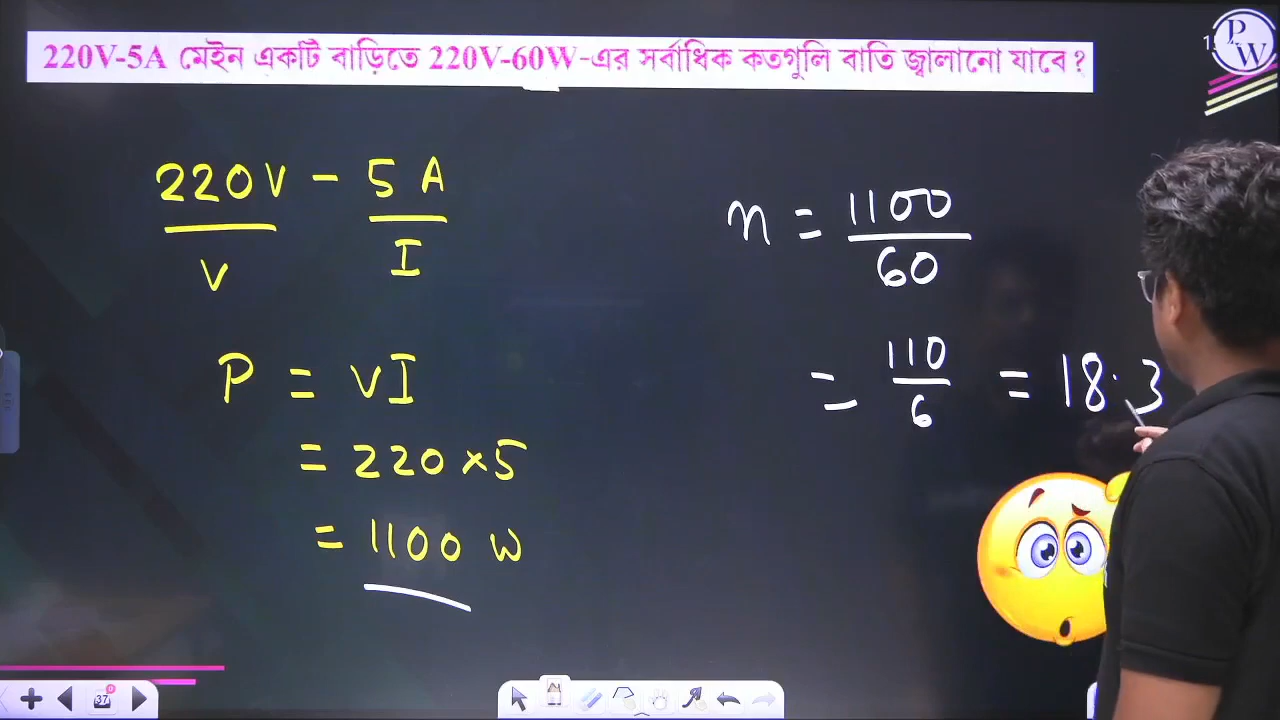 220V-5A মেইন একটি বাড়িতে 220V-60W-এর সর্বাধিক কতগুলি বাতি জ্বালানো যাবে ?
PW
220V - 5 A
V I
P = VI
= 220 × 5
= 1100 W
n = 1100 / 60
= 110 / 6 = 18.3
37